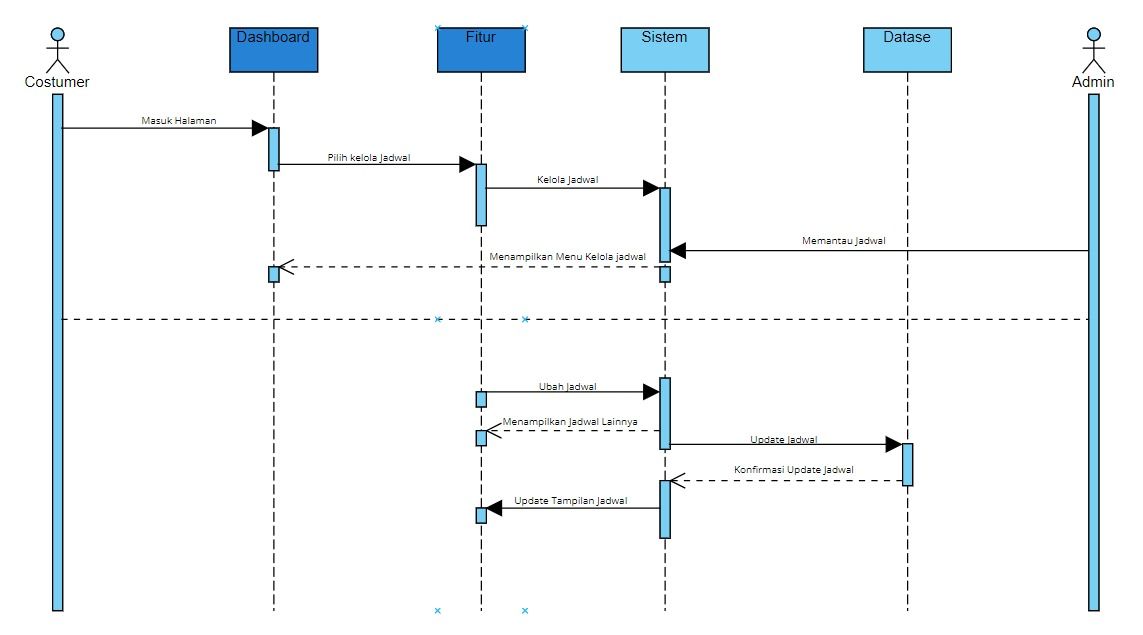 Dashboard
Fitur
Sistem
Datase
Costumer
Admin
Masuk Halaman
Pilih kelola Jadwal
Kelola Jadwal
Memantau Jadwal
Menampilkan Menu Kelola jadwal
Ubah Jadwal
Menampilkan Jadwal Lainnya
Update Jadwal
Konfirmasi Update Jadwal
Update Tampilan Jadwal